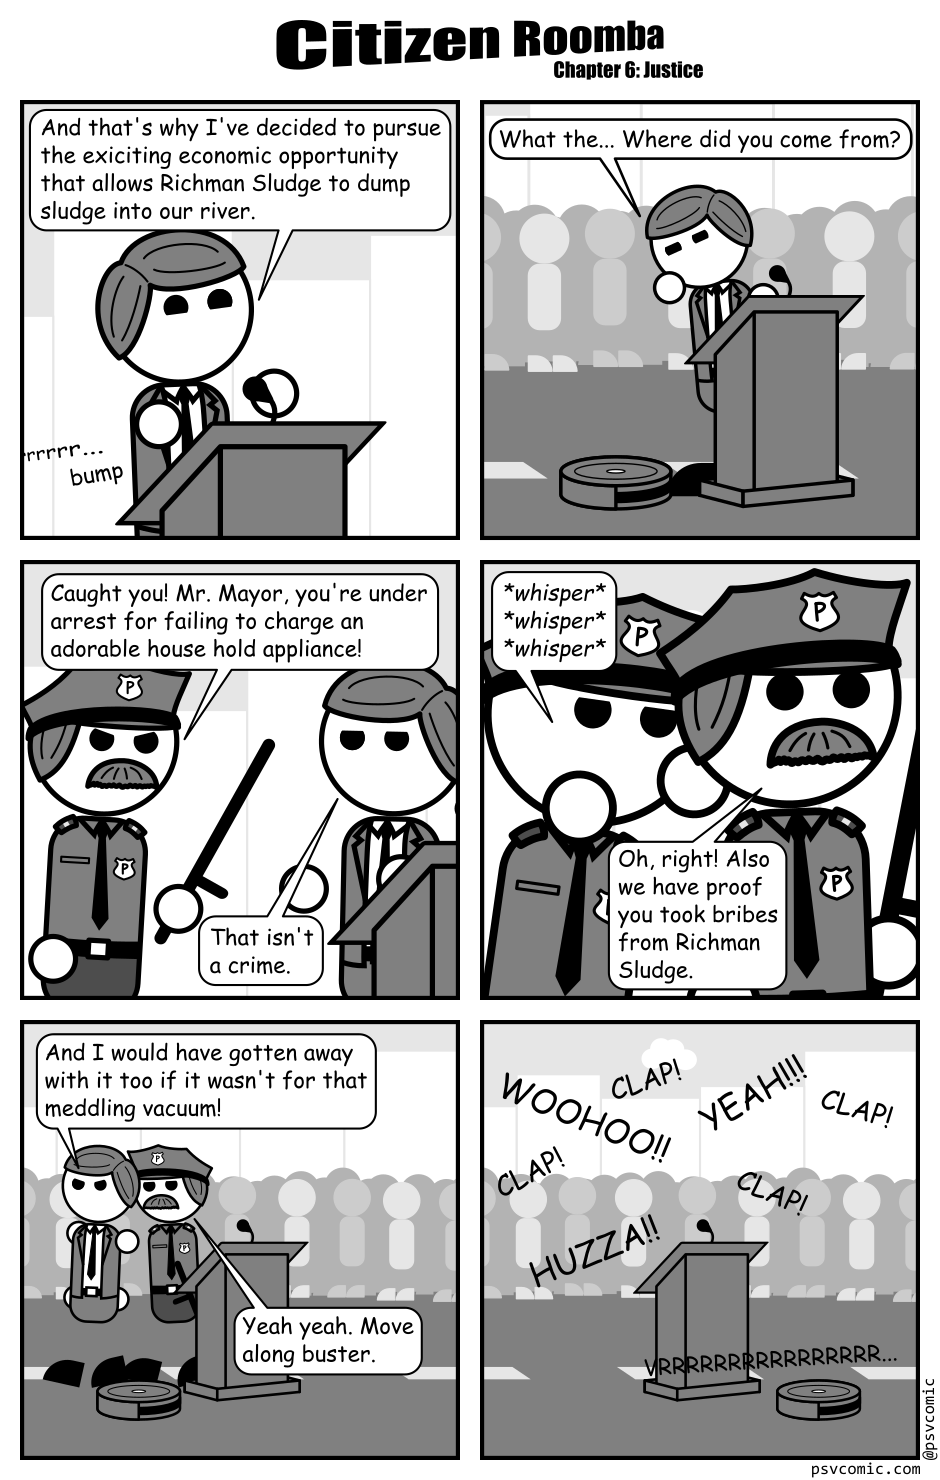 Citizen Roomba
Chapter 6: Justice
And that's why I've decided to pursue
the exiciting economic opportunity
that allows Richman Sludge to dump
sludge into our river.
rrrrrr...
bump
What the... Where did you come from?
Caught you! Mr. Mayor, you're under
arrest for failing to charge an
adorable house hold appliance!
P
P
That isn't
a crime.
*whisper*
*whisper*
*whisper*
P
P
Oh, right! Also
we have proof
you took bribes
from Richman
Sludge.
P
And I would have gotten away
with it too if it wasn't for that
meddling vacuum!
P
P
Yeah yeah. Move
along buster.
CLAP!
WOOHOO!!
YEAH!!!
CLAP!
CLAP!
CLAP!
HUZZA!!
VRRRRRRRRRRRRRRRR...
@psvcomic
psvcomic.com